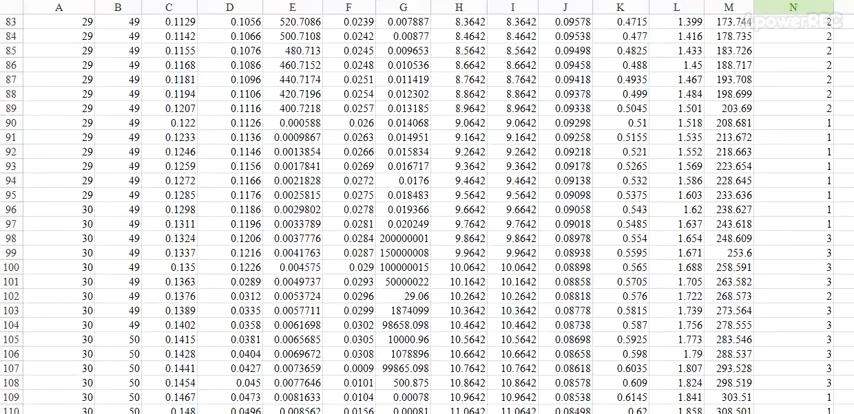 A B C D E F G H I J K L M N
83 29 49 0.1129 0.1056 520.7086 0.0239 0.007887 8.3642 8.3642 0.09578 0.4715 1.399 173.744 2
84 29 49 0.1142 0.1066 500.7108 0.0242 0.00877 8.4642 8.4642 0.09538 0.477 1.416 178.735 2
85 29 49 0.1155 0.1076 480.713 0.0245 0.009653 8.5642 8.5642 0.09498 0.4825 1.433 183.726 2
86 29 49 0.1168 0.1086 460.7152 0.0248 0.010536 8.6642 8.6642 0.09458 0.488 1.45 188.717 2
87 29 49 0.1181 0.1096 440.7174 0.0251 0.011419 8.7642 8.7642 0.09418 0.4935 1.467 193.708 2
88 29 49 0.1194 0.1106 420.7196 0.0254 0.012302 8.8642 8.8642 0.09378 0.499 1.484 198.699 2
89 29 49 0.1207 0.1116 400.7218 0.0257 0.013185 8.9642 8.9642 0.09338 0.5045 1.501 203.69 2
90 29 49 0.122 0.1126 0.000588 0.026 0.014068 9.0642 9.0642 0.09298 0.51 1.518 208.681 1
91 29 49 0.1233 0.1136 0.0009867 0.0263 0.014951 9.1642 9.1642 0.09258 0.5155 1.535 213.672 1
92 29 49 0.1246 0.1146 0.0013854 0.0266 0.015834 9.2642 9.2642 0.09218 0.521 1.552 218.663 1
93 29 49 0.1259 0.1156 0.0017841 0.0269 0.016717 9.3642 9.3642 0.09178 0.5265 1.569 223.654 1
94 29 49 0.1272 0.1166 0.0021828 0.0272 0.0176 9.4642 9.4642 0.09138 0.532 1.586 228.645 1
95 29 49 0.1285 0.1176 0.0025815 0.0275 0.018483 9.5642 9.5642 0.09098 0.5375 1.603 233.636 1
96 30 49 0.1298 0.1186 0.0029802 0.0278 0.019366 9.6642 9.6642 0.09058 0.543 1.62 238.627 1
97 30 49 0.1311 0.1196 0.0033789 0.0281 0.020249 9.7642 9.7642 0.09018 0.5485 1.637 243.618 1
98 30 49 0.1324 0.1206 0.0037776 0.0284 200000001 9.8642 9.8642 0.08978 0.554 1.654 248.609 3
99 30 49 0.1337 0.1216 0.0041763 0.0287 150000008 9.9642 9.9642 0.08938 0.5595 1.671 253.6 3
100 30 49 0.135 0.1226 0.004575 0.029 100000015 10.0642 10.0642 0.08898 0.565 1.688 258.591 3
101 30 49 0.1363 0.0289 0.0049737 0.0293 50000022 10.1642 10.1642 0.08858 0.5705 1.705 263.582 3
102 30 49 0.1376 0.0312 0.0053724 0.0296 29.06 10.2642 10.2642 0.08818 0.576 1.722 268.573 2
103 30 49 0.1389 0.0335 0.0057711 0.0299 1874099 10.3642 10.3642 0.08778 0.5815 1.739 273.564 3
104 30 49 0.1402 0.0358 0.0061698 0.0302 98658.098 10.4642 10.4642 0.08738 0.587 1.756 278.555 3
105 30 50 0.1415 0.0381 0.0065685 0.0305 10000.96 10.5642 10.5642 0.08698 0.5925 1.773 283.546 3
106 30 50 0.1428 0.0404 0.0069672 0.0308 1078896 10.6642 10.6642 0.08658 0.598 1.79 288.537 3
107 30 50 0.1441 0.0427 0.0073659 0.0009 99865.098 10.7642 10.7642 0.08618 0.6035 1.807 293.528 3
108 30 50 0.1454 0.045 0.0077646 0.0101 500.875 10.8642 10.8642 0.08578 0.609 1.824 298.519 3
109 30 50 0.1467 0.0473 0.0081633 0.0104 0.00078 10.9642 10.9642 0.08538 0.6145 1.841 303.51 1
110 30 50 0.148 0.0496 0.008562 0.0156 0.00081 11.0642 11.0642 0.08498 0.62 1.858 308.501 1